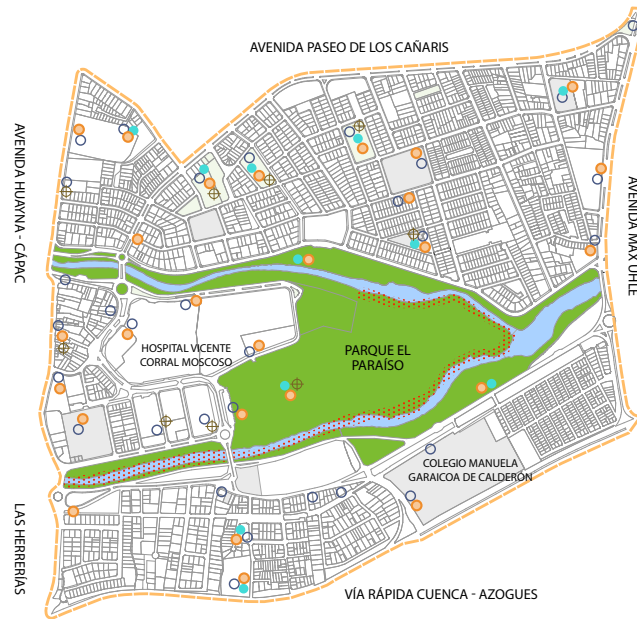 AVENIDA PASEO DE LOS CAÑARIS
AVENIDA HUAYNA - CÁPAC
AVENIDA MAX UHLE
HOSPITAL VICENTE
CORRAL MOSCOSO
PARQUE EL
PARAÍSO
COLEGIO MANUELA
GARAICOA DE CALDERÓN
LAS HERRERÍAS
VÍA RÁPIDA CUENCA - AZOGUES